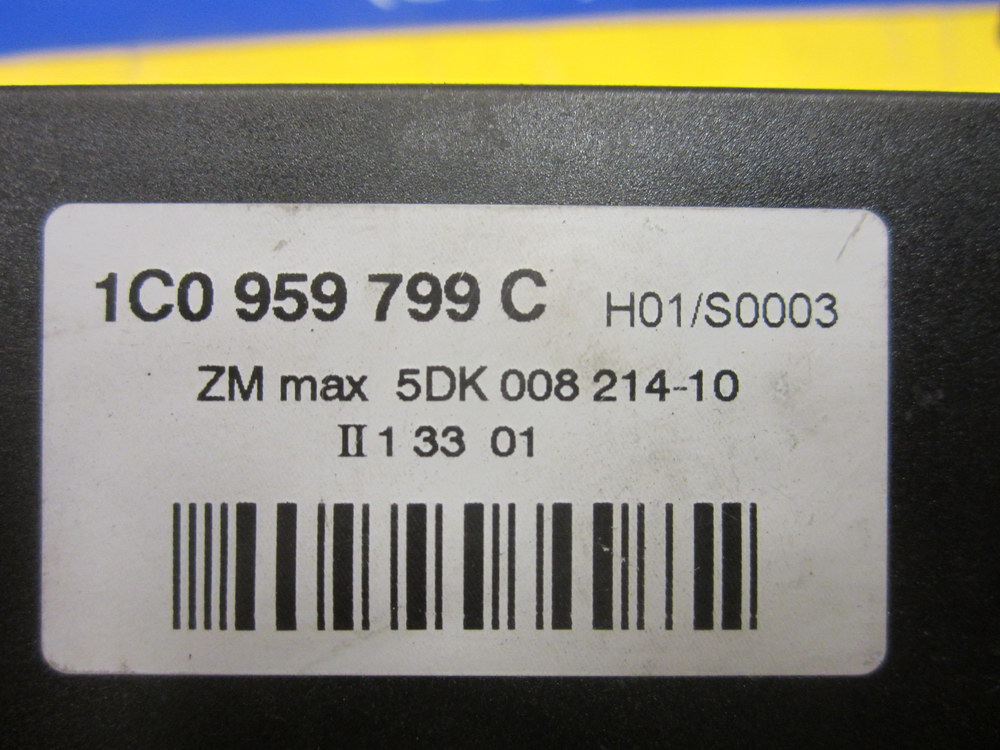 1C0 959 799 C H01/S0003
ZM max 5DK 008 214-10
II 1 33 01